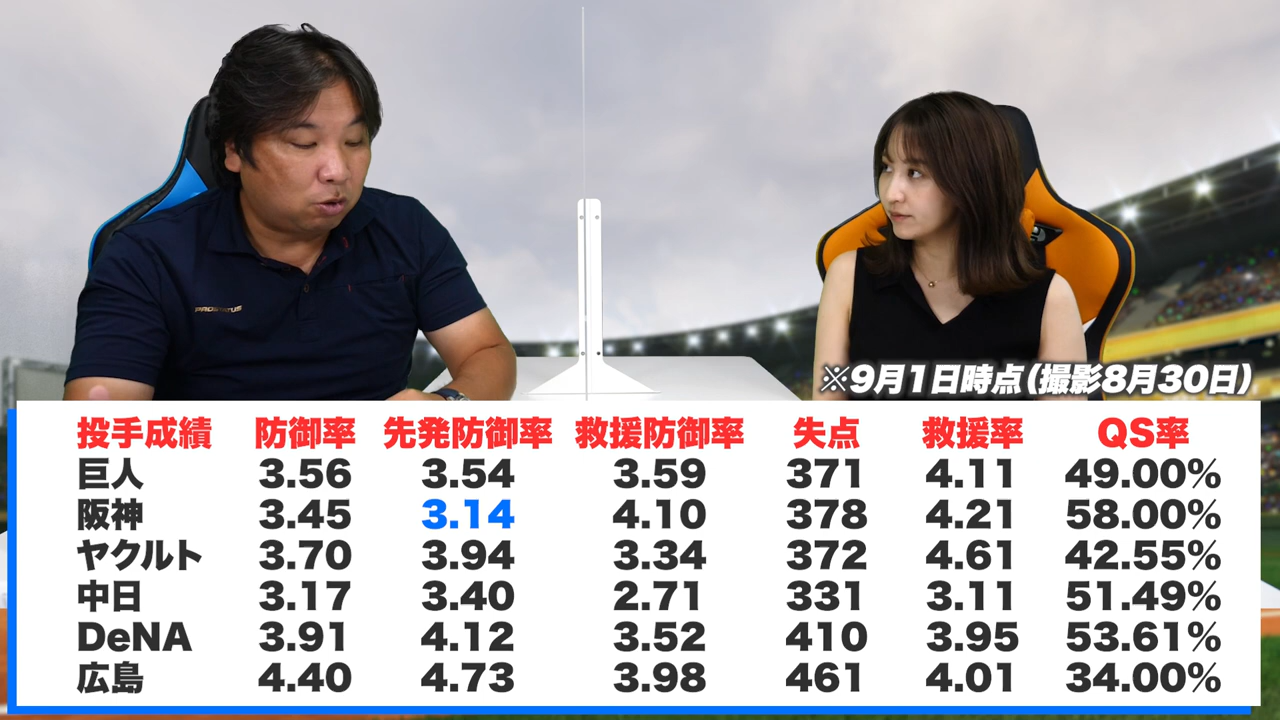 ※9月1日時点(撮影8月30日)
投手成績 防御率 先発防御率 救援防御率 失点 救援率 QS率
巨人 3.56 3.54 3.59 371 4.11 49.00%
阪神 3.45 3.14 4.10 378 4.21 58.00%
ヤクルト 3.70 3.94 3.34 372 4.61 42.55%
中日 3.17 3.40 2.71 331 3.11 51.49%
DeNA 3.91 4.12 3.52 410 3.95 53.61%
広島 4.40 4.73 3.98 461 4.01 34.00%